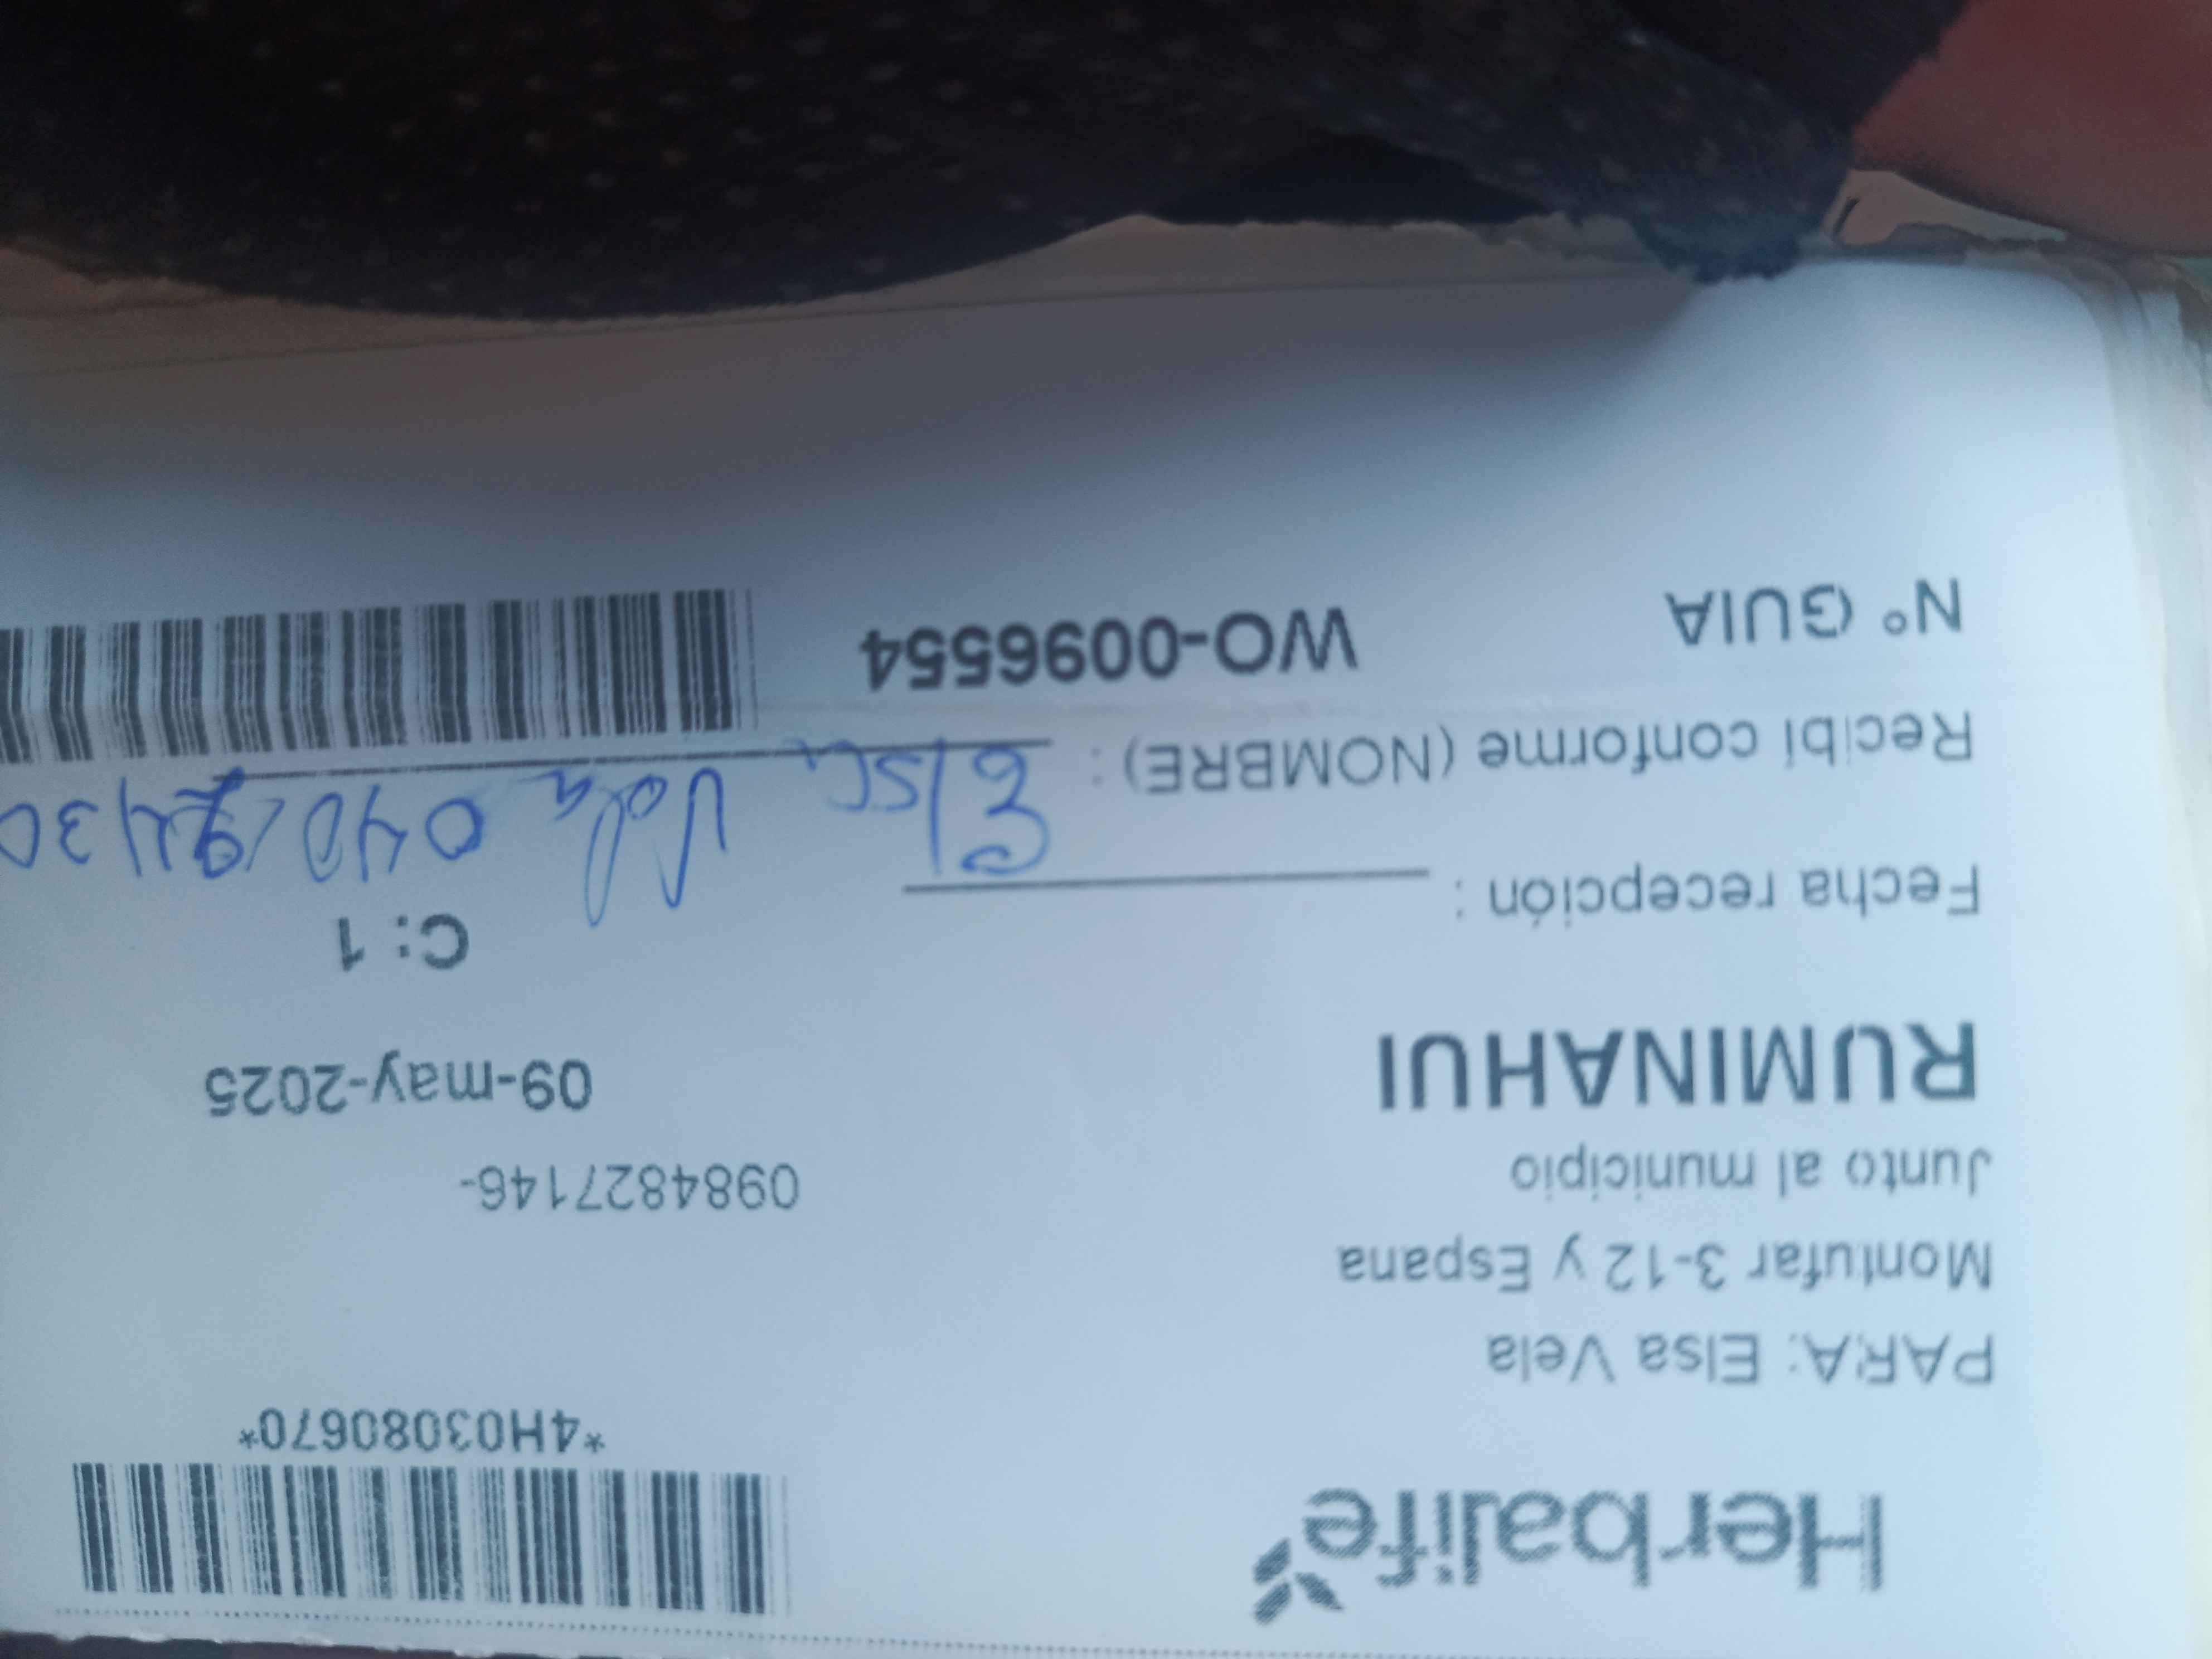 Herbalife
*4H03080670*
PARA: Elsa Vela
Montufar 3-12 y Espana
Junto al municipio
0984827146-
RUMINAHUI
09-may-2025
C: 1
Fecha recepción :
Recibi conforme (NOMBRE) : Elsa Vela
N° GUIA WO-0096554